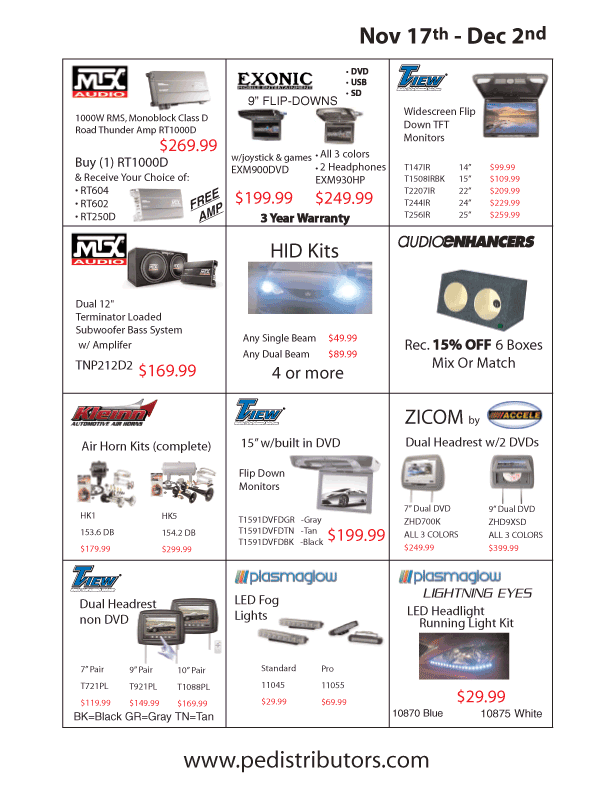 Nov 17th - Dec 2nd
MTX
AUDIO
1000W RMS, Monoblock Class D
Road Thunder Amp RT1000D
$269.99
Buy (1) RT1000D
& Receive Your Choice of:
• RT604
• RT602
• RT250D
FREE
AMP
EXONIC
MOBILE ENTERTAINMENT
• DVD
• USB
• SD
9" FLIP-DOWNS
w/joystick & games
EXM900DVD
$199.99
• All 3 colors
• 2 Headphones
EXM930HP
$249.99
3 Year Warranty
TVIEW
Widescreen Flip
Down TFT
Monitors
T147IR 14” $99.99
T1508IRBK 15” $109.99
T2207IR 22” $209.99
T244IR 24” $229.99
T256IR 25” $259.99
MTX
AUDIO
Dual 12"
Terminator Loaded
Subwoofer Bass System
w/ Amplifer
TNP212D2 $169.99
HID Kits
Any Single Beam $49.99
Any Dual Beam $89.99
4 or more
AUDIOENHANCERS
Rec. 15% OFF 6 Boxes
Mix Or Match
Kleinn
AUTOMOTIVE AIR HORNS
Air Horn Kits (complete)
HK1
153.6 DB
$179.99
HK5
154.2 DB
$299.99
TVIEW
15” w/built in DVD
Flip Down
Monitors
T1591DVFDGR -Gray
T1591DVFDTN -Tan
T1591DVFDBK -Black
$199.99
ZICOM by ACCELE
Dual Headrest w/2 DVDs
7” Dual DVD
ZHD700K
ALL 3 COLORS
$249.99
9” Dual DVD
ZHD9XSD
ALL 3 COLORS
$399.99
TVIEW
Dual Headrest
non DVD
7” Pair 9” Pair 10” Pair
T721PL T921PL T1088PL
$119.99 $149.99 $169.99
BK=Black GR=Gray TN=Tan
plasmaglow
LED Fog
Lights
Standard Pro
11045 11055
$29.99 $69.99
plasmaglow
LIGHTNING EYES
LED Headlight
Running Light Kit
$29.99
10870 Blue 10875 White
www.pedistributors.com